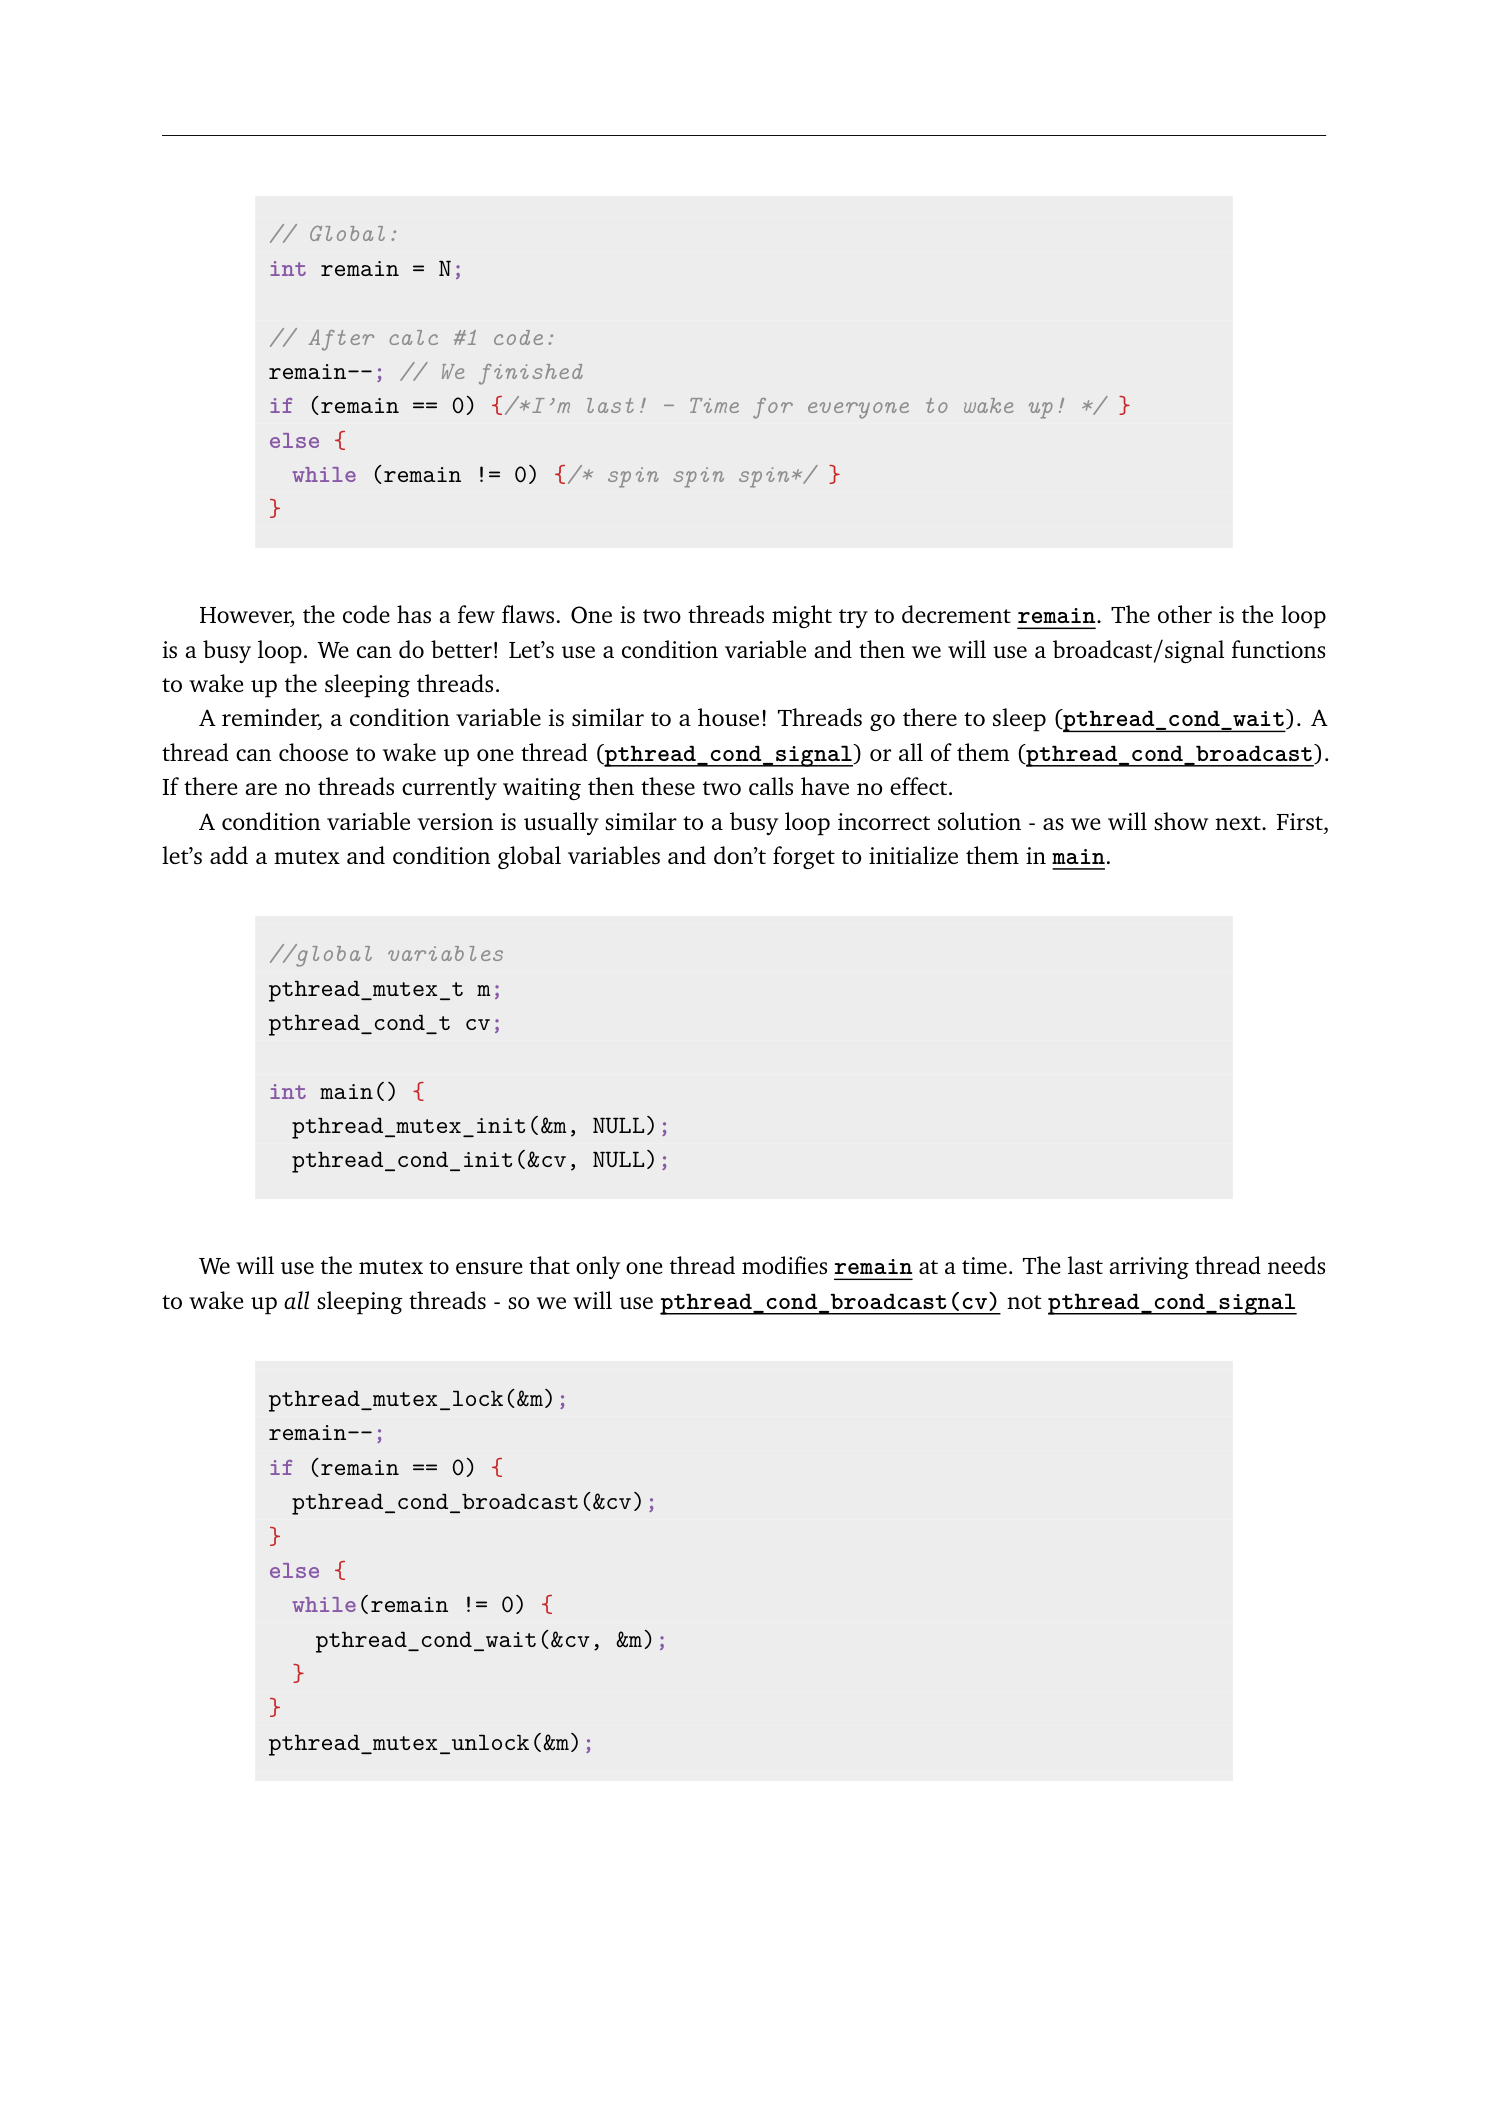 // Global:
int remain = N;
// After calc #1 code:
remain--; // We finished
if (remain == 0) {/*I'm last! - Time for everyone to wake up! */ }
else {
  while (remain != 0) {/* spin spin spin*/ }
}
However, the code has a few flaws. One is two threads might try to decrement remain. The other is the loop
is a busy loop. We can do better! Let’s use a condition variable and then we will use a broadcast/signal functions
to wake up the sleeping threads.
A reminder, a condition variable is similar to a house! Threads go there to sleep (pthread_cond_wait). A
thread can choose to wake up one thread (pthread_cond_signal) or all of them (pthread_cond_broadcast).
If there are no threads currently waiting then these two calls have no effect.
A condition variable version is usually similar to a busy loop incorrect solution - as we will show next. First,
let’s add a mutex and condition global variables and don’t forget to initialize them in main.
//global variables
pthread_mutex_t m;
pthread_cond_t cv;
int main() {
  pthread_mutex_init(&m, NULL);
  pthread_cond_init(&cv, NULL);
We will use the mutex to ensure that only one thread modifies remain at a time. The last arriving thread needs
to wake up all sleeping threads - so we will use pthread_cond_broadcast(cv) not pthread_cond_signal
pthread_mutex_lock(&m);
remain--;
if (remain == 0) {
  pthread_cond_broadcast(&cv);
}
else {
  while(remain != 0) {
    pthread_cond_wait(&cv, &m);
  }
}
pthread_mutex_unlock(&m);